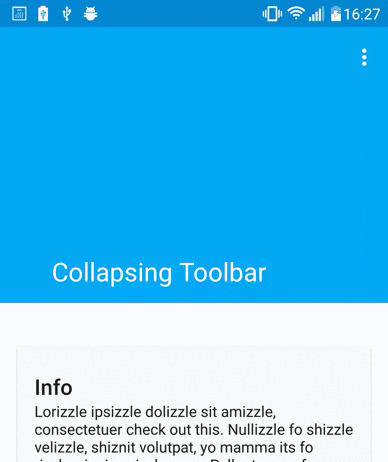 16:27
Collapsing Toolbar
Info
Lorizzle ipsizzle dolizzle sit amizzle,
consectetuer check out this. Nullizzle fo shizzle
velizzle, shiznit volutpat, yo mamma its fo